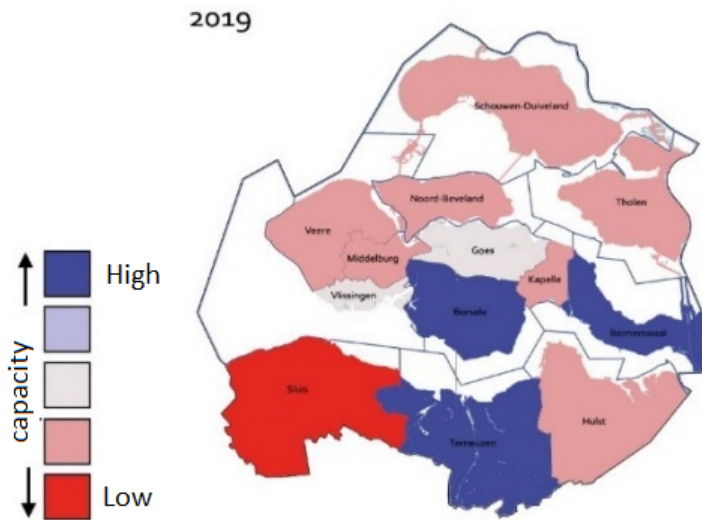 2019
Schouwen-Duiveland
Noord-Beveland
Tholen
Veere
Middelburg
Goes
Kapelle
Vlissingen
Borsele
Reimerswaal
High
Sluis
Terneuzen
Hulst
capacity
Low